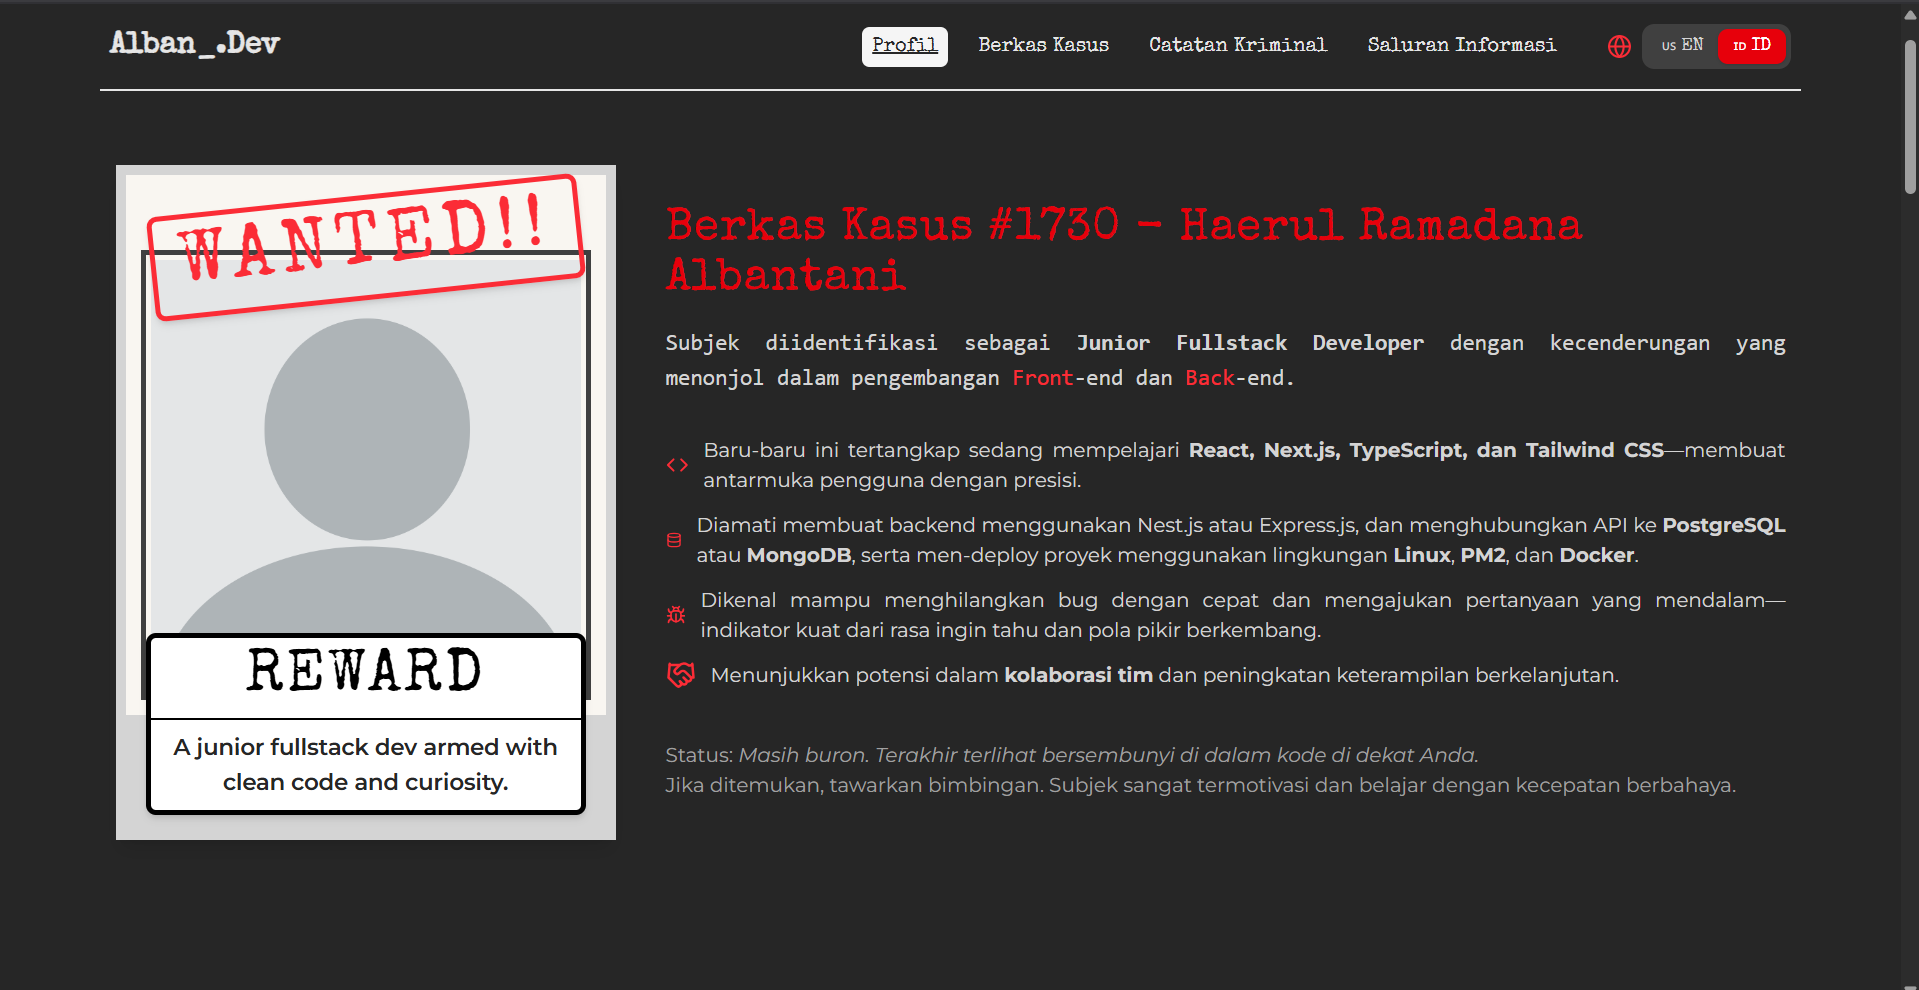 Alban_.Dev
Profil
Berkas Kasus
Catatan Kriminal
Saluran Informasi
US EN
ID ID
WANTED!!
REWARD
A junior fullstack dev armed with
clean code and curiosity.
Berkas Kasus #1730 - Haerul Ramadana
Albantani
Subjek diidentifikasi sebagai Junior Fullstack Developer dengan kecenderungan yang
menonjol dalam pengembangan Front-end dan Back-end.
Baru-baru ini tertangkap sedang mempelajari React, Next.js, TypeScript, dan Tailwind CSS—membuat
antarmuka pengguna dengan presisi.
Diamati membuat backend menggunakan Nest.js atau Express.js, dan menghubungkan API ke PostgreSQL
atau MongoDB, serta men-deploy proyek menggunakan lingkungan Linux, PM2, dan Docker.
Dikenal mampu menghilangkan bug dengan cepat dan mengajukan pertanyaan yang mendalam—
indikator kuat dari rasa ingin tahu dan pola pikir berkembang.
Menunjukkan potensi dalam kolaborasi tim dan peningkatan keterampilan berkelanjutan.
Status: Masih buron. Terakhir terlihat bersembunyi di dalam kode di dekat Anda.
Jika ditemukan, tawarkan bimbingan. Subjek sangat termotivasi dan belajar dengan kecepatan berbahaya.